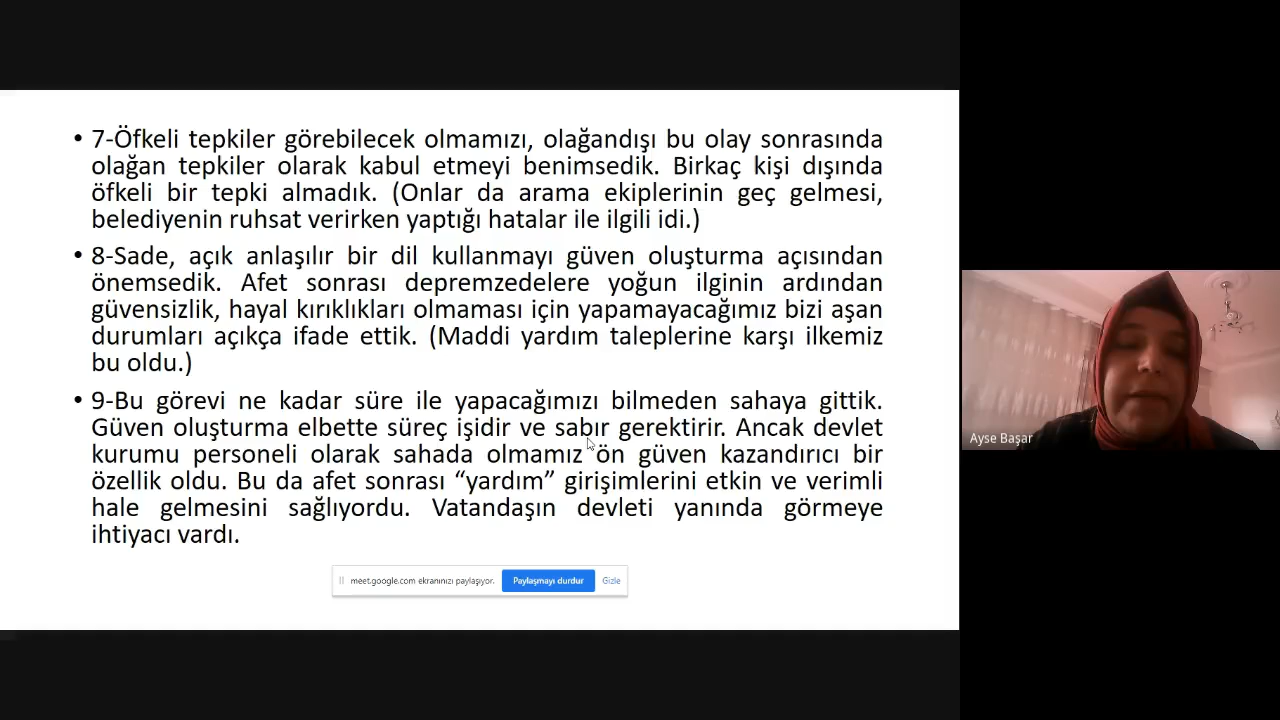 • 7-Öfkeli tepkiler görebilecek olmamızı, olağandışı bu olay sonrasında
olağan tepkiler olarak kabul etmeyi benimsedik. Birkaç kişi dışında
öfkeli bir tepki almadık. (Onlar da arama ekiplerinin geç gelmesi,
belediyenin ruhsat verirken yaptığı hatalar ile ilgili idi.)
• 8-Sade, açık anlaşılır bir dil kullanmayı güven oluşturma açısından
önemsedik. Afet sonrası depremzedelere yoğun ilginin ardından
güvensizlik, hayal kırıklıkları olmaması için yapamayacağımız bizi aşan
durumları açıkça ifade ettik. (Maddi yardım taleplerine karşı ilkemiz
bu oldu.)
• 9-Bu görevi ne kadar süre ile yapacağımızı bilmeden sahaya gittik.
Güven oluşturma elbette süreç işidir ve sabır gerektirir. Ancak devlet
kurumu personeli olarak sahada olmamız ön güven kazandırıcı bir
özellik oldu. Bu da afet sonrası “yardım” girişimlerini etkin ve verimli
hale gelmesini sağlıyordu. Vatandaşın devleti yanında görmeye
ihtiyacı vardı.
meet.google.com ekranınızı paylaşıyor. Paylaşmayı durdur Gizle
Ayse Başar